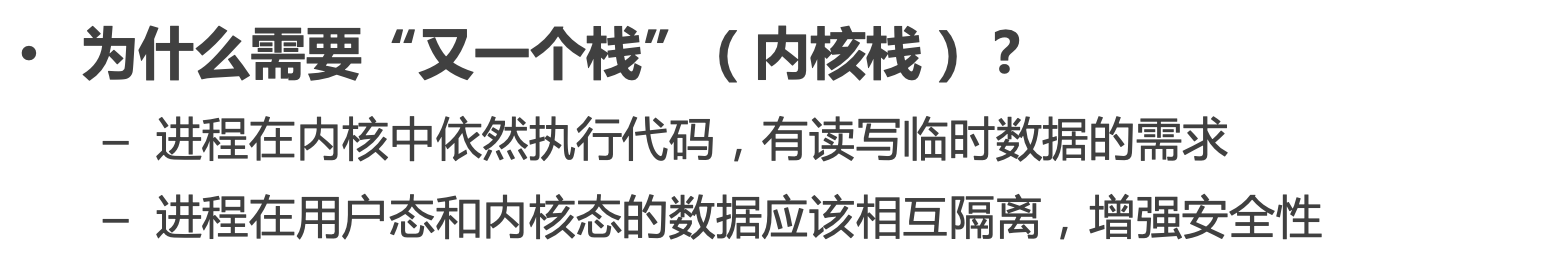 • 为什么需要“又一个栈”（内核栈）？
– 进程在内核中依然执行代码，有读写临时数据的需求
– 进程在用户态和内核态的数据应该相互隔离，增强安全性